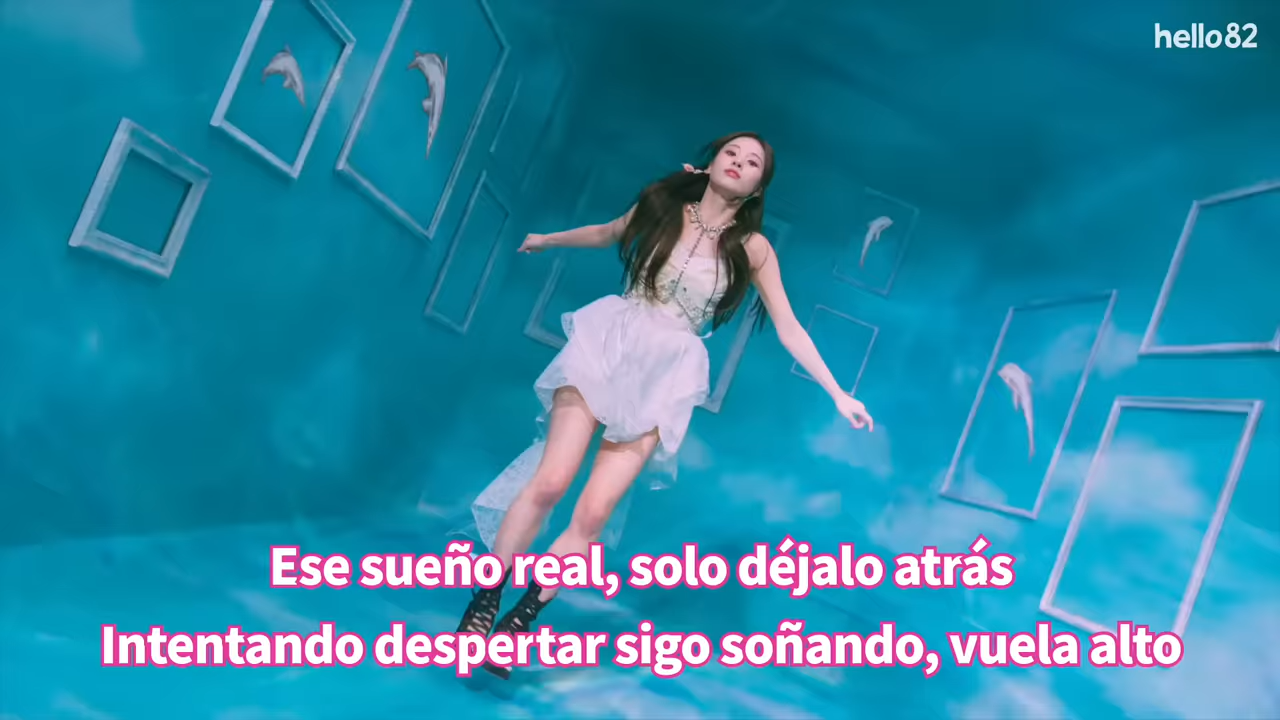 hello82
Ese sueño real, solo déjalo atrás
Intentando despertar sigo soñando, vuela alto